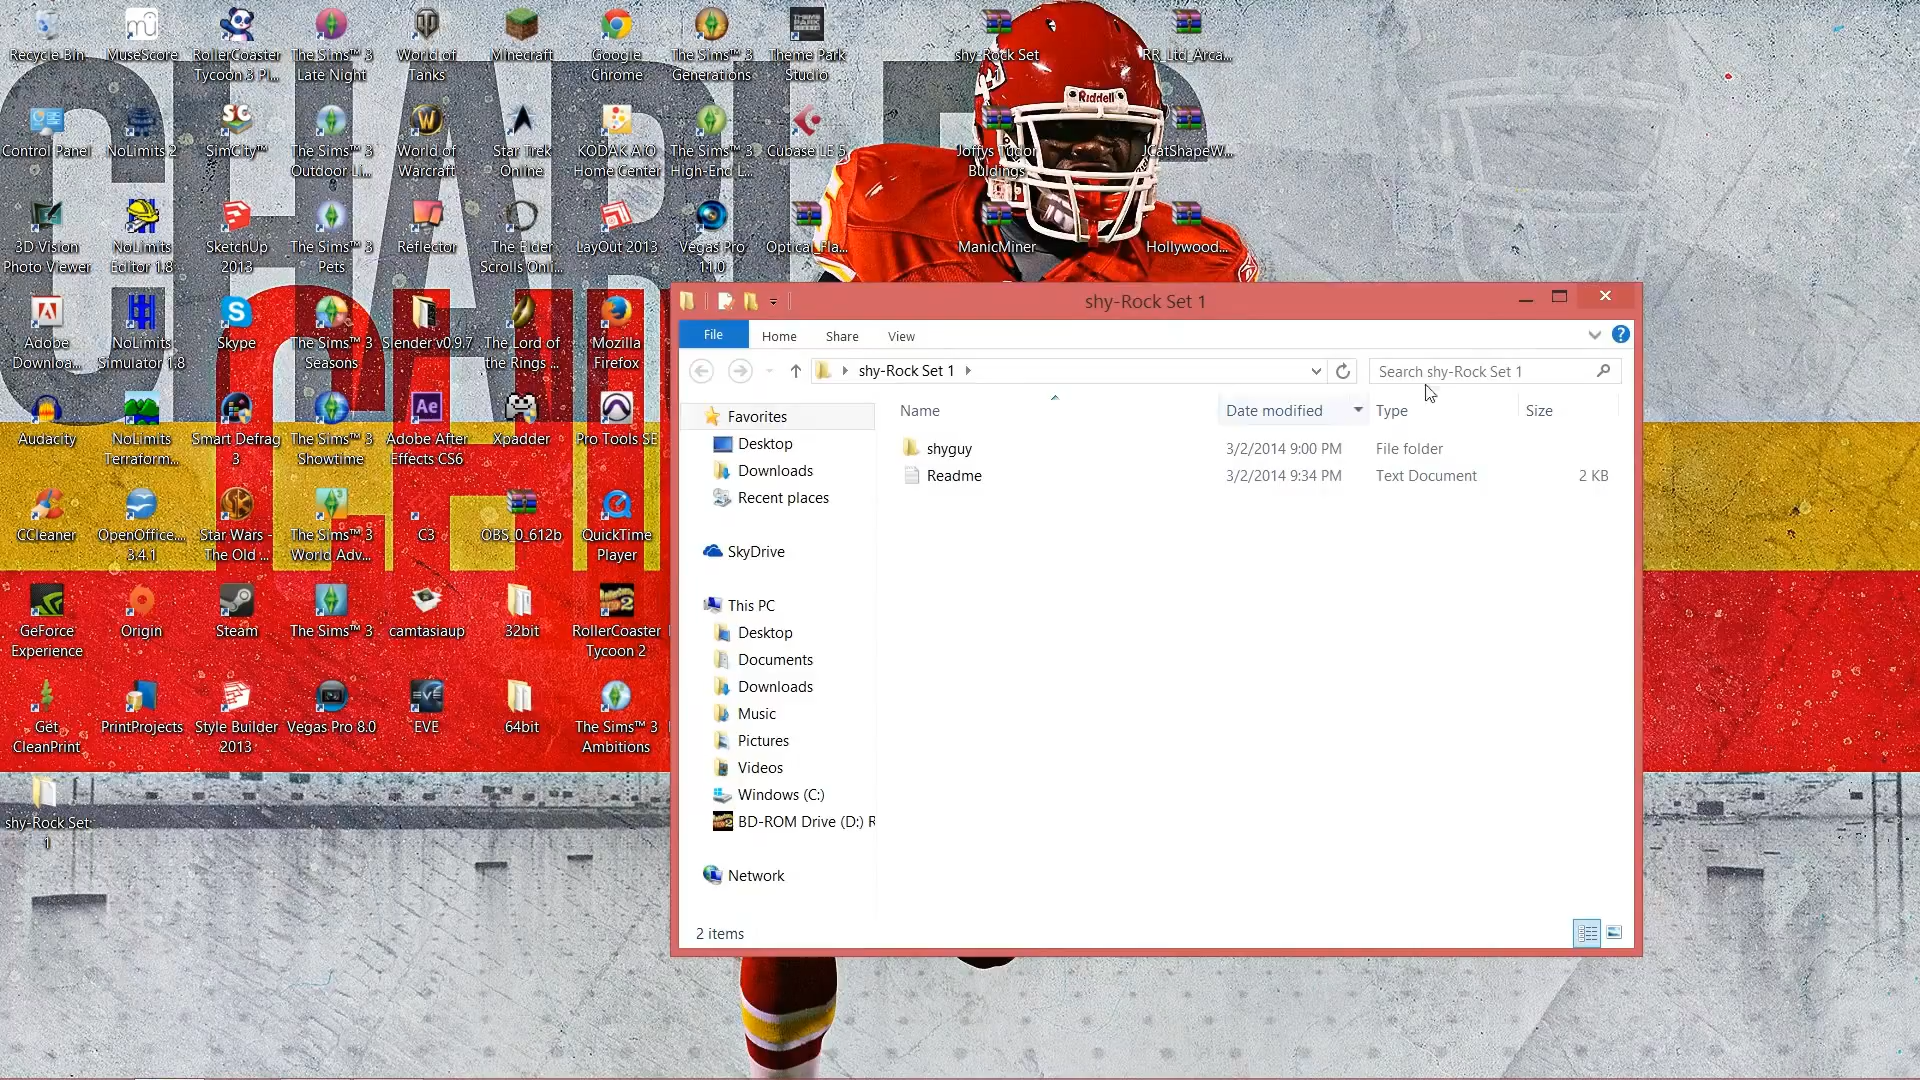 Recycle Bin
MuseScore
RollerCoaster
Tycoon 3 Pl...
The Sims™ 3
Late Night
World of
Tanks
Minecraft
Google
Chrome
The Sims™ 3
Generations
Theme Park
Studio
shy-Rock Set
1
RR_Ltd_Arca...
Control Panel
NoLimits 2
SimCity™
The Sims™ 3
Outdoor Li...
World of
Warcraft
Star Trek
Online
KODAK AiO
Home Center
The Sims™ 3
High-End L...
Cubase LE 5
Joffys Tudor
Buldings
JCatShapeW...
Riddell
3D Vision
Photo Viewer
NoLimits
Editor 1.8
SketchUp
2013
The Sims™ 3
Pets
Reflector
The Elder
Scrolls Onli...
LayOut 2013
Vegas Pro
11.0
Optical_Fla...
ManicMiner
Hollywood...
Adobe
Downloa...
NoLimits
Simulator 1.8
Skype
The Sims™ 3
Seasons
Slender v0.9.7
The Lord of
the Rings ...
Mozilla
Firefox
Audacity
NoLimits
Terraform...
Smart Defrag
3
The Sims™ 3
Showtime
Adobe After
Effects CS6
Xpadder
Pro Tools SE
CCleaner
OpenOffice....
3.4.1
Star Wars -
The Old ...
The Sims™ 3
World Adv...
C3
OBS_0_612b
QuickTime
Player
GeForce
Experience
Origin
Steam
The Sims™ 3
camtasiaup
32bit
RollerCoaster
Tycoon 2
Get
CleanPrint
PrintProjects
Style Builder
2013
Vegas Pro 8.0
EVE
64bit
The Sims™ 3
Ambitions
shy-Rock Set
1
shy-Rock Set 1
File
Home
Share
View
shy-Rock Set 1
Search shy-Rock Set 1
Name
Date modified
Type
Size
shyguy
3/2/2014 9:00 PM
File folder
Readme
3/2/2014 9:34 PM
Text Document
2 KB
Favorites
Desktop
Downloads
Recent places
SkyDrive
This PC
Desktop
Documents
Downloads
Music
Pictures
Videos
Windows (C:)
BD-ROM Drive (D:) R
Network
2 items